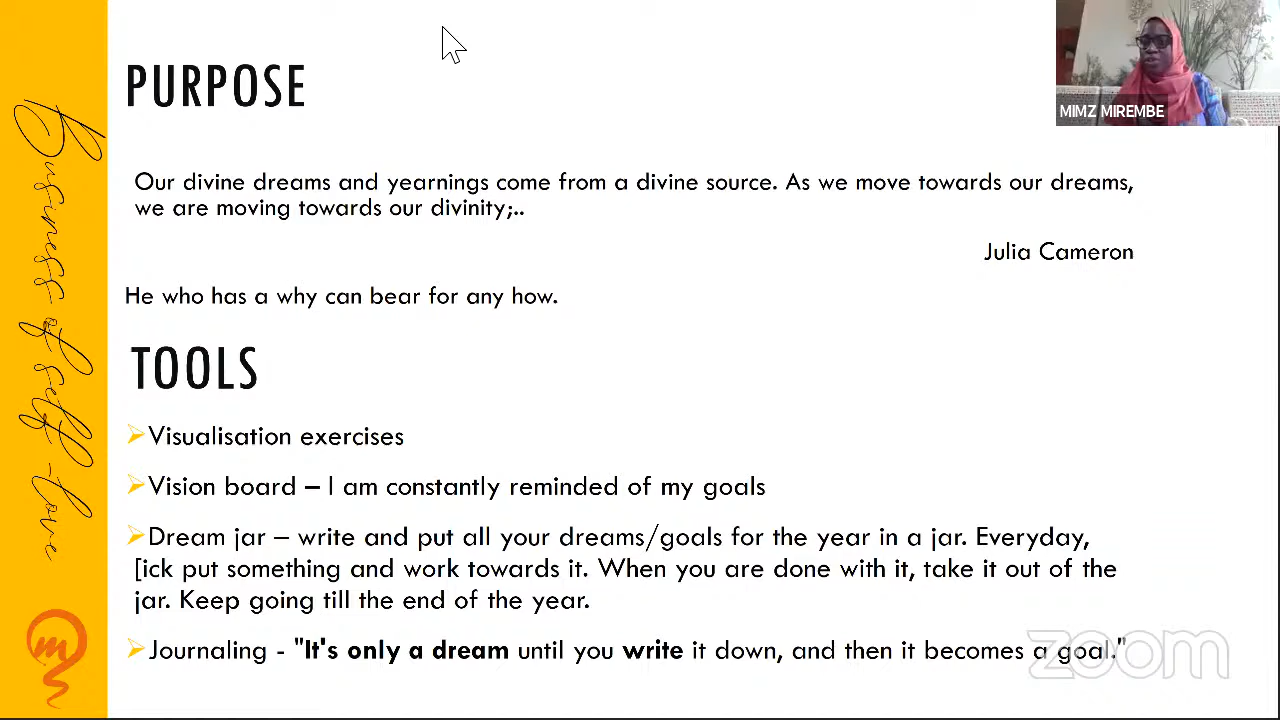 PURPOSE
MIMZ MIREMBE
Our divine dreams and yearnings come from a divine source. As we move towards our dreams,
we are moving towards our divinity;..
Julia Cameron
He who has a why can bear for any how.
TOOLS
Visualisation exercises
Vision board – I am constantly reminded of my goals
Dream jar – write and put all your dreams/goals for the year in a jar. Everyday,
[ick put something and work towards it. When you are done with it, take it out of the
jar. Keep going till the end of the year.
Journaling - "It's only a dream until you write it down, and then it becomes a goal."
zoom
Business of self-love
m